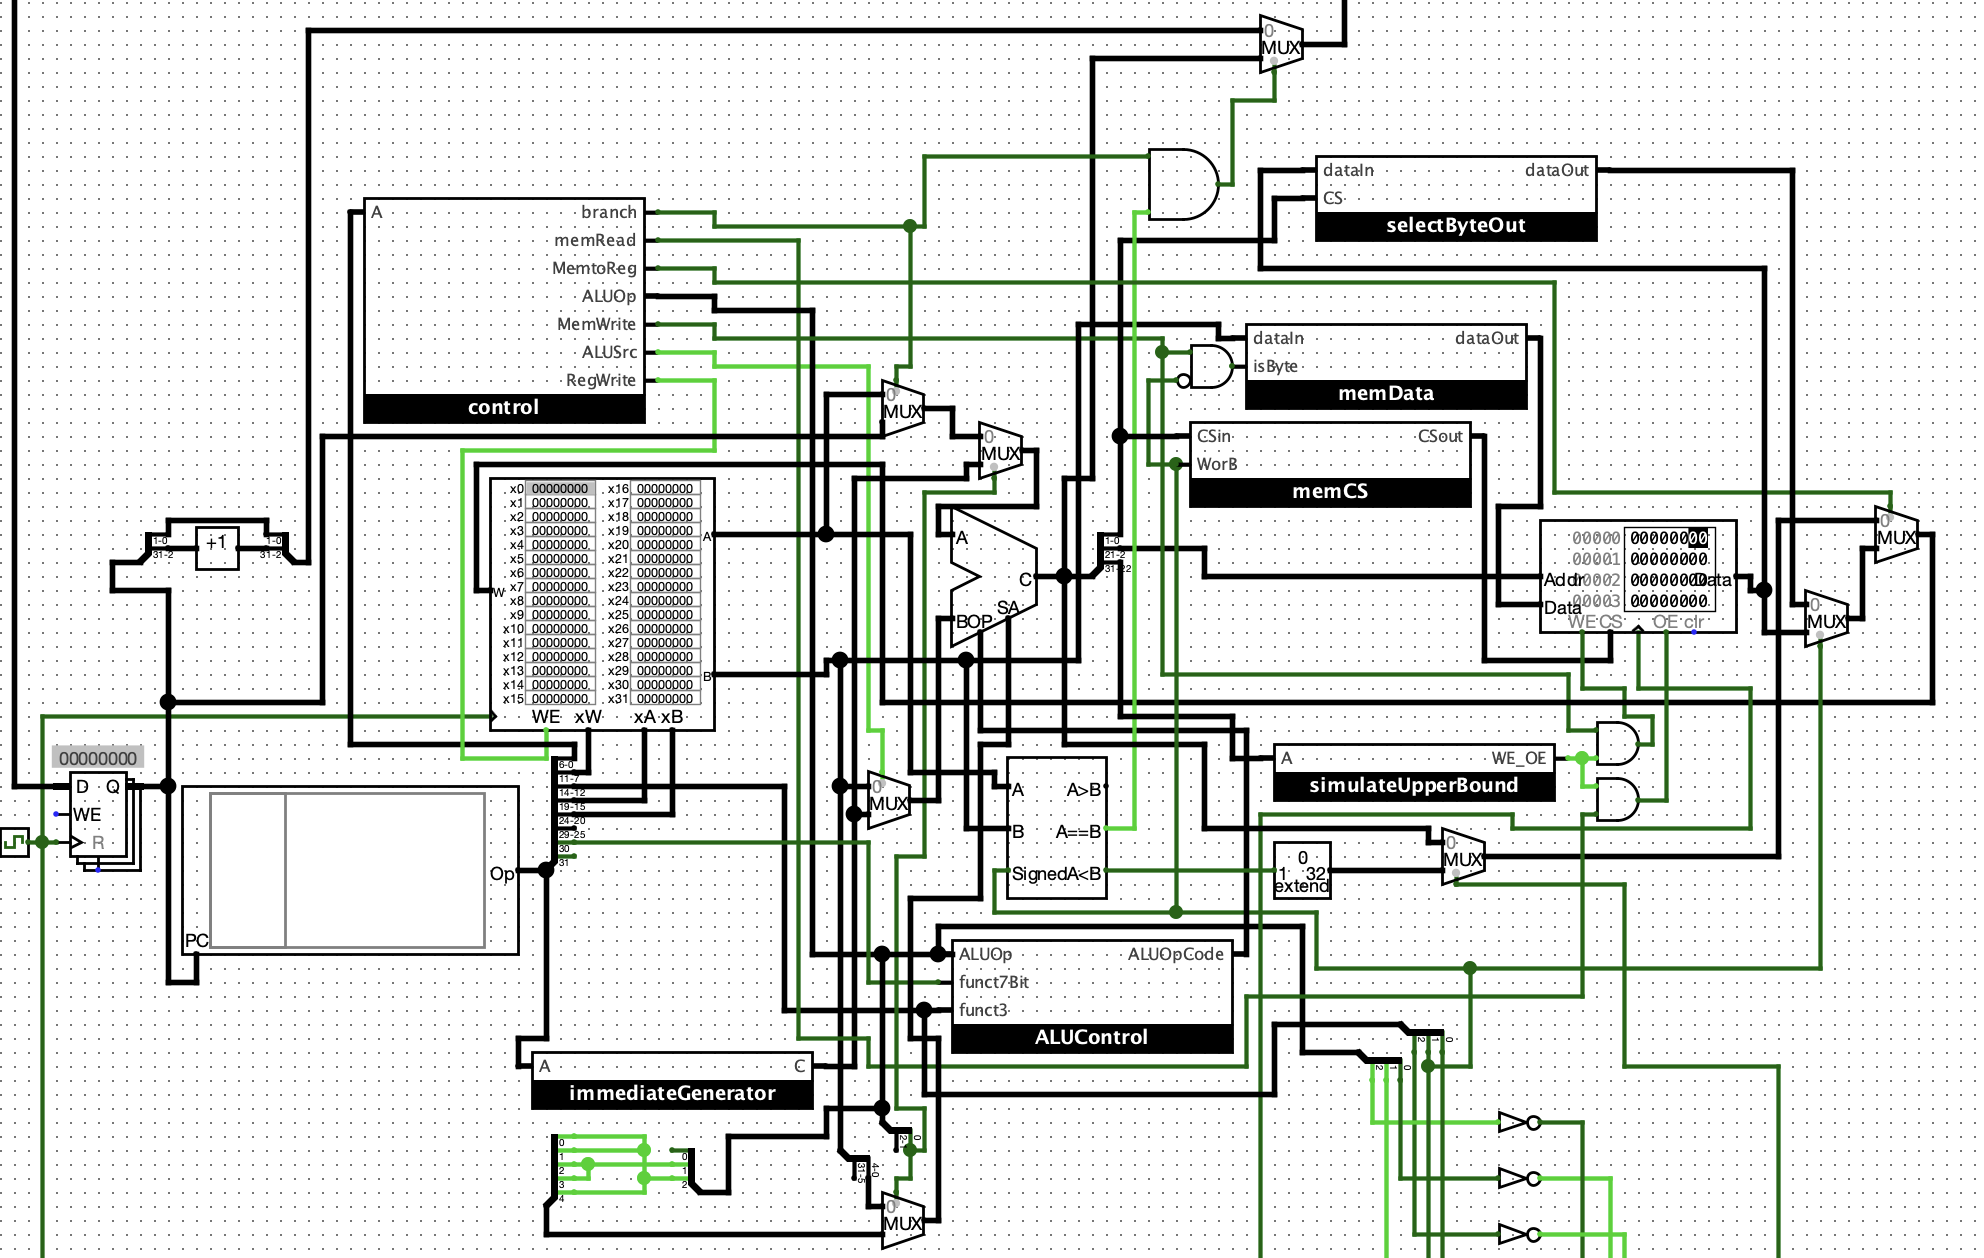 0
MUX
dataIn dataOut
CS
selectByteOut
A branch
memRead
MemtoReg
ALUOp
MemWrite
ALUSrc
RegWrite
control
dataIn dataOut
isByte
memData
0
MUX
0
MUX
CSin CSout
WorB
memCS
x0 00000000 x16 00000000
x1 00000000 x17 00000000
x2 00000000 x18 00000000
x3 00000000 x19 00000000
x4 00000000 x20 00000000
x5 00000000 x21 00000000
x6 00000000 x22 00000000
x7 00000000 x23 00000000
x8 00000000 x24 00000000
x9 00000000 x25 00000000
x10 00000000 x26 00000000
x11 00000000 x27 00000000
x12 00000000 x28 00000000
x13 00000000 x29 00000000
x14 00000000 x30 00000000
x15 00000000 x31 00000000
W
A
B
WE xW xA xB
1-0
31-2
+1
1-0
31-2
A
C
B OP SA
1-0
21-2
31-22
00000 00000000
00001 00000000
00002 00000000
00003 00000000
Addr
Data
Data
WE CS OE clr
0
MUX
0
MUX
00000000
D Q
WE
R
PC
Op
6-0
11-7
14-12
19-15
24-20
29-25
30
31
0
MUX
A A>B
B A==B
Signed A<B
A WE_OE
simulateUpperBound
0
1 32
extend
0
MUX
ALUOp ALUOpCode
funct7Bit
funct3
ALUControl
A C
immediateGenerator
0
1
2
0
1
2
0
1
2
3
4
0
1
2
0
4-0
31-5
0
MUX